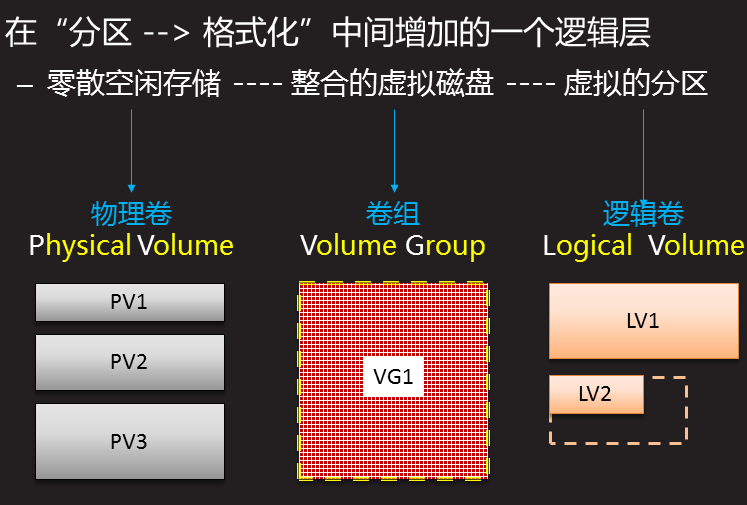 在“分区 --> 格式化”中间增加的一个逻辑层
– 零散空闲存储 ---- 整合的虚拟磁盘 ---- 虚拟的分区
物理卷 卷组 逻辑卷
Physical Volume Volume Group Logical Volume
PV1
PV2
PV3
VG1
LV1
LV2